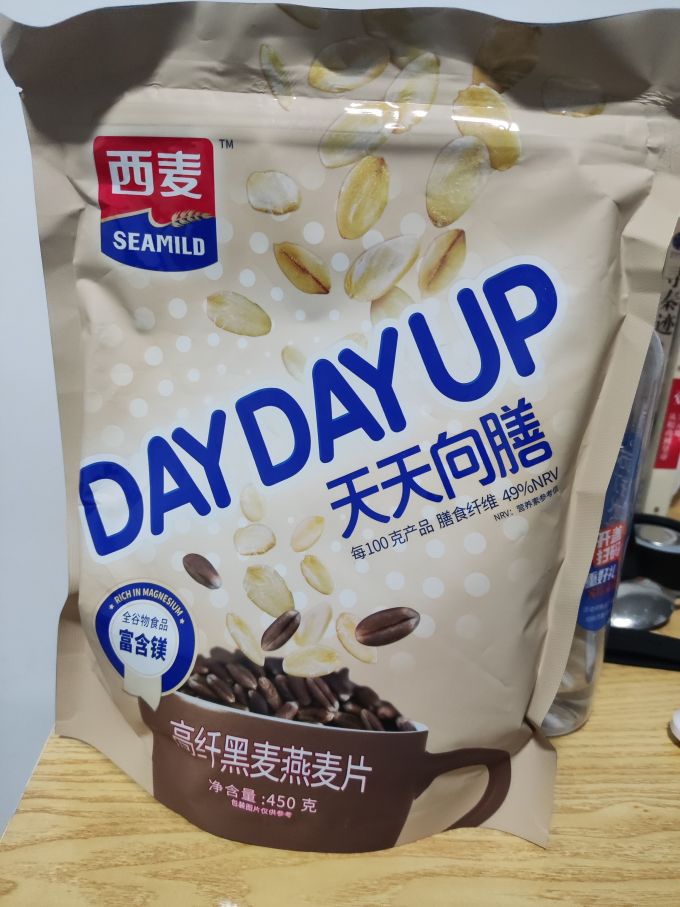 西麦
TM
SEAMILD
DAY DAY UP
天天向膳
每100克产品 膳食纤维 49%NRV
NRV：营养素参考值
RICH IN MAGNESIUM
全谷物食品
富含镁
高纤黑麦燕麦片
净含量:450 克
包装图片仅供参考